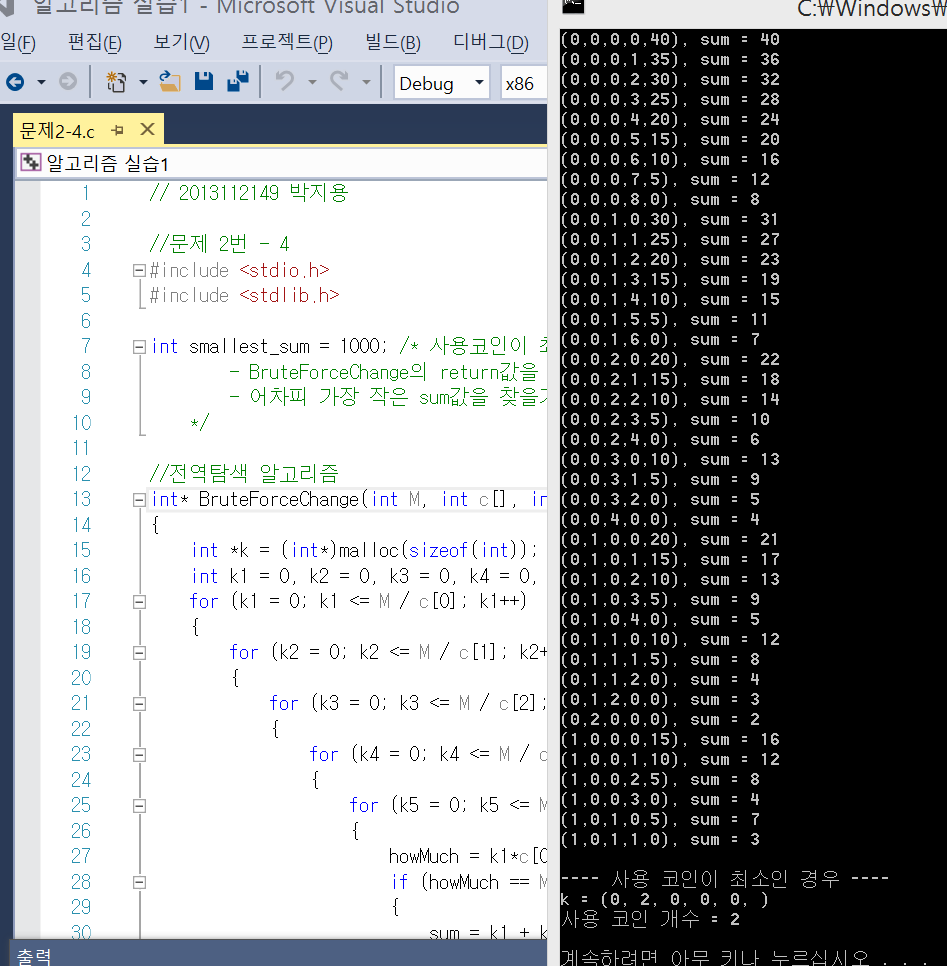 알고리즘 실습1 - Microsoft Visual Studio
일(F) 편집(E) 보기(V) 프로젝트(P) 빌드(B) 디버그(D)
Debug x86
문제2-4.c
알고리즘 실습1
1 // 2013112149 박지용
2
3 //문제 2번 - 4
4 #include <stdio.h>
5 #include <stdlib.h>
6
7 int smallest_sum = 1000; /* 사용코인이
8 - BruteForceChange의 return값을
9 - 어차피 가장 작은 sum값을
10 */
11
12 //전역탐색 알고리즘
13 int* BruteForceChange(int M, int c[], in
14 {
15 int *k = (int*)malloc(sizeof(int));
16 int k1 = 0, k2 = 0, k3 = 0, k4 = 0,
17 for (k1 = 0; k1 <= M / c[0]; k1++)
18 {
19 for (k2 = 0; k2 <= M / c[1]; k2+
20 {
21 for (k3 = 0; k3 <= M / c[2];
22 {
23 for (k4 = 0; k4 <= M / c
24 {
25 for (k5 = 0; k5 <= M
26 {
27 howMuch = k1*c[0
28 if (howMuch == M
29 {
30 sum = k1 + k
출력
C:₩Windows₩
(0,0,0,0,40), sum = 40
(0,0,0,1,35), sum = 36
(0,0,0,2,30), sum = 32
(0,0,0,3,25), sum = 28
(0,0,0,4,20), sum = 24
(0,0,0,5,15), sum = 20
(0,0,0,6,10), sum = 16
(0,0,0,7,5), sum = 12
(0,0,0,8,0), sum = 8
(0,0,1,0,30), sum = 31
(0,0,1,1,25), sum = 27
(0,0,1,2,20), sum = 23
(0,0,1,3,15), sum = 19
(0,0,1,4,10), sum = 15
(0,0,1,5,5), sum = 11
(0,0,1,6,0), sum = 7
(0,0,2,0,20), sum = 22
(0,0,2,1,15), sum = 18
(0,0,2,2,10), sum = 14
(0,0,2,3,5), sum = 10
(0,0,2,4,0), sum = 6
(0,0,3,0,10), sum = 13
(0,0,3,1,5), sum = 9
(0,0,3,2,0), sum = 5
(0,0,4,0,0), sum = 4
(0,1,0,0,20), sum = 21
(0,1,0,1,15), sum = 17
(0,1,0,2,10), sum = 13
(0,1,0,3,5), sum = 9
(0,1,0,4,0), sum = 5
(0,1,1,0,10), sum = 12
(0,1,1,1,5), sum = 8
(0,1,1,2,0), sum = 4
(0,1,2,0,0), sum = 3
(0,2,0,0,0), sum = 2
(1,0,0,0,15), sum = 16
(1,0,0,1,10), sum = 12
(1,0,0,2,5), sum = 8
(1,0,0,3,0), sum = 4
(1,0,1,0,5), sum = 7
(1,0,1,1,0), sum = 3
---- 사용 코인이 최소인 경우 ----
k = (0, 2, 0, 0, 0, )
사용 코인 개수 = 2
계속하려면 아무 키나 누르십시오 . . .